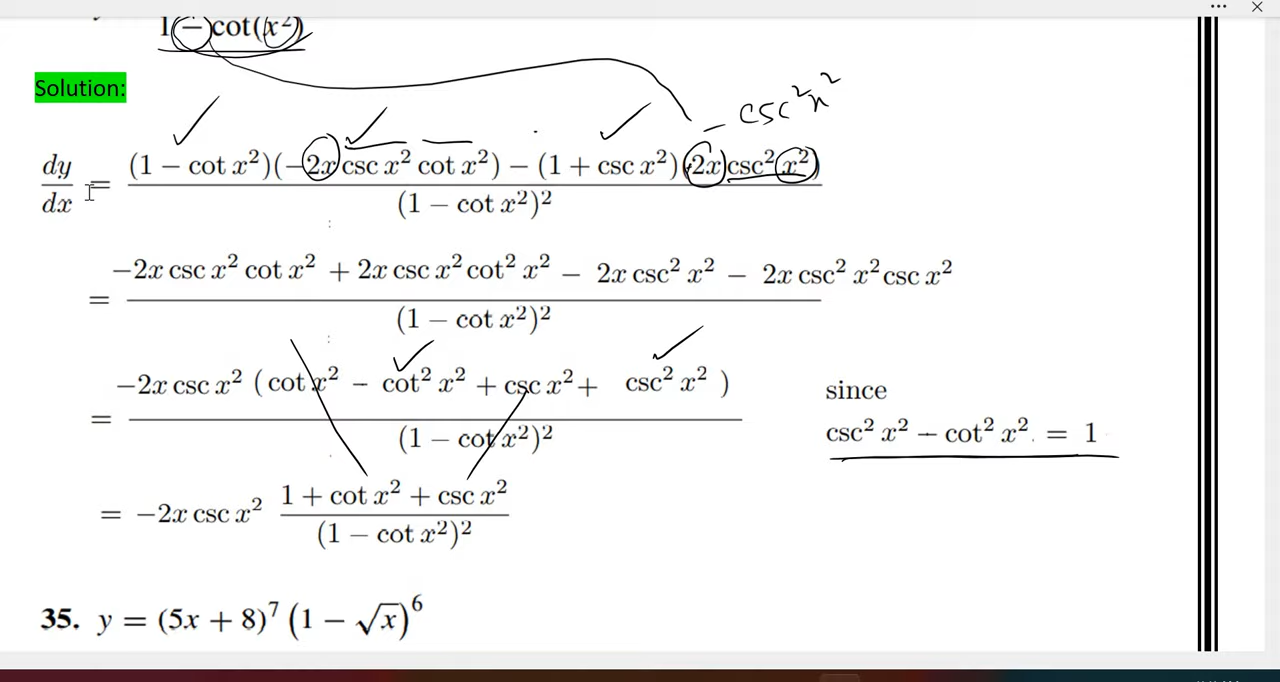 1 − cot(x²)
Solution:
− csc²x²
dy/dx = (1 − cot x²)(−2x csc x² cot x²) − (1 + csc x²)(2x csc² x²) / (1 − cot x²)²
= −2x csc x² cot x² + 2x csc x² cot² x² − 2x csc² x² − 2x csc² x² csc x² / (1 − cot x²)²
= −2x csc x² ( cot x² − cot² x² + csc x² + csc² x² ) / (1 − cot x²)²
since
csc² x² − cot² x² = 1
= −2x csc x² 1 + cot x² + csc x² / (1 − cot x²)²
35. y = (5x + 8)⁷ (1 − √x)⁶